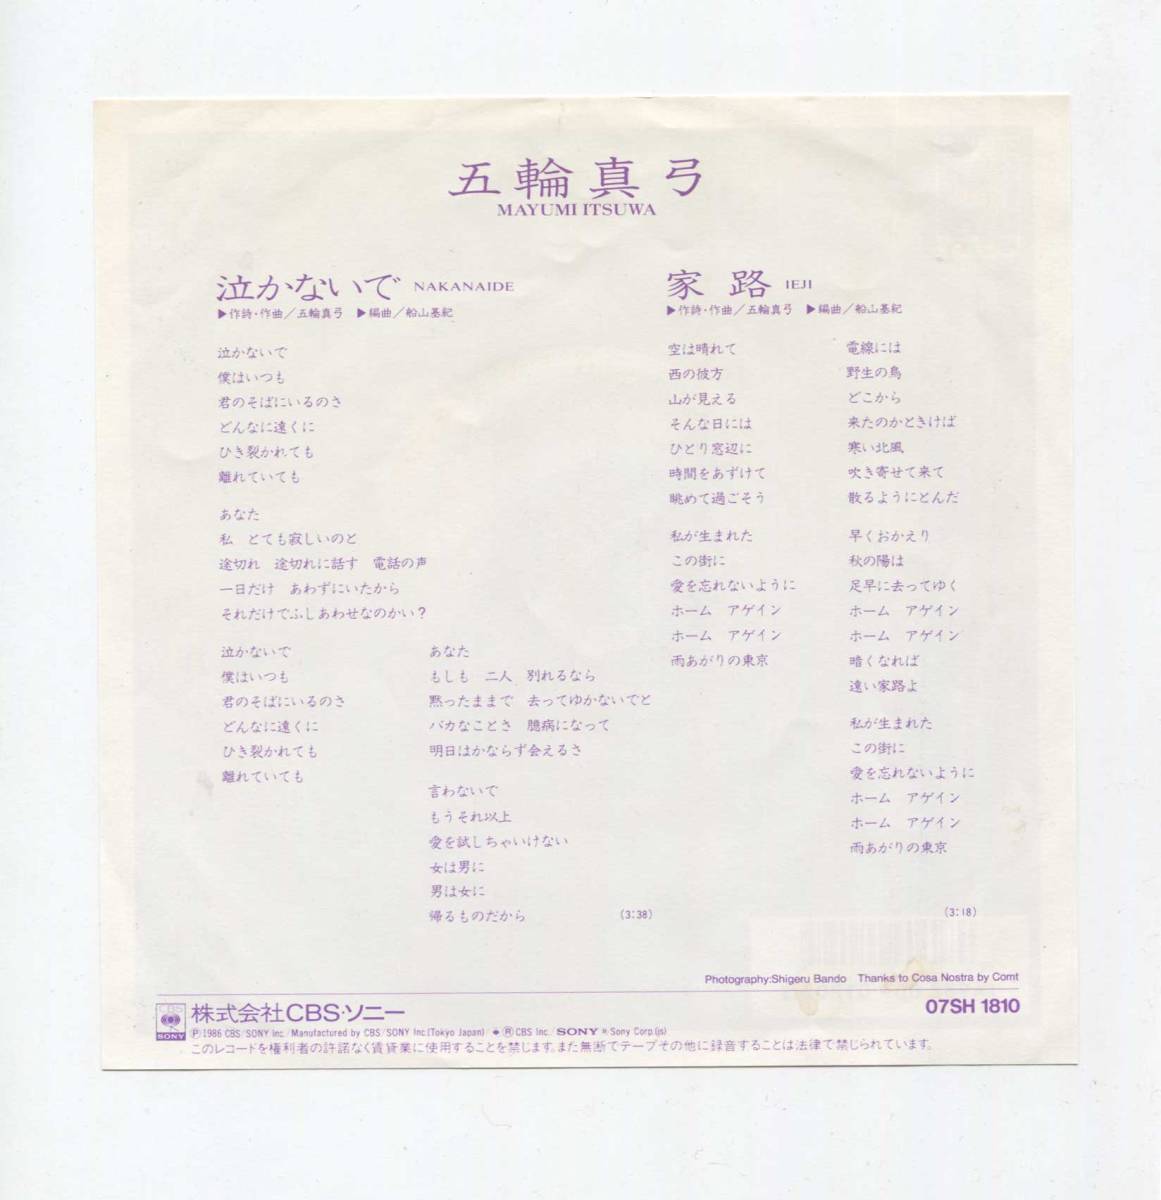 五輪真弓
MAYUMI ITSUWA
泣かないで NAKANAIDE
▶作詩・作曲/五輪真弓 ▶編曲/船山基紀
泣かないで
僕はいつも
君のそばにいるのさ
どんなに遠くに
ひき裂かれても
離れていても
あなた
私 とても寂しいのと
途切れ 途切れに話す 電話の声
一日だけ あわずにいたから
それだけでふしあわせなのかい?
泣かないで
僕はいつも
君のそばにいるのさ
どんなに遠くに
ひき裂かれても
離れていても
あなた
もしも 二人 別れるなら
黙ったままで 去ってゆかないでと
バカなことさ 臆病になって
明日はかならず会えるさ
言わないで
もうそれ以上
愛を試しちゃいけない
女は男に
男は女に
帰るものだから (3:38)
家路 IEJI
▶作詩・作曲/五輪真弓 ▶編曲/船山基紀
空は晴れて
西の彼方
山が見える
そんな日には
ひとり窓辺に
時間をあずけて
眺めて過ごそう
私が生まれた
この街に
愛を忘れないように
ホーム アゲイン
ホーム アゲイン
雨あがりの東京
電線には
野生の鳥
どこから
来たのかときけば
寒い北風
吹き寄せて来て
散るようにとんだ
早くおかえり
秋の陽は
足早に去ってゆく
ホーム アゲイン
ホーム アゲイン
暗くなれば
遠い家路よ
私が生まれた
この街に
愛を忘れないように
ホーム アゲイン
ホーム アゲイン
雨あがりの東京
(3:18)
Photography:Shigeru Bando Thanks to Cosa Nostra by Comt
CBS SONY 株式会社CBS・ソニー 07SH 1810
Ⓟ1986 CBS/SONY Inc./Manufactured by CBS/SONY Inc.(Tokyo Japan) ◆ Ⓡ CBS Inc./SONY ® Sony Corp.(js)
このレコードを権利者の許諾なく賃貸業に使用することを禁じます。また無断でテープその他に録音することは法律で禁じられています。